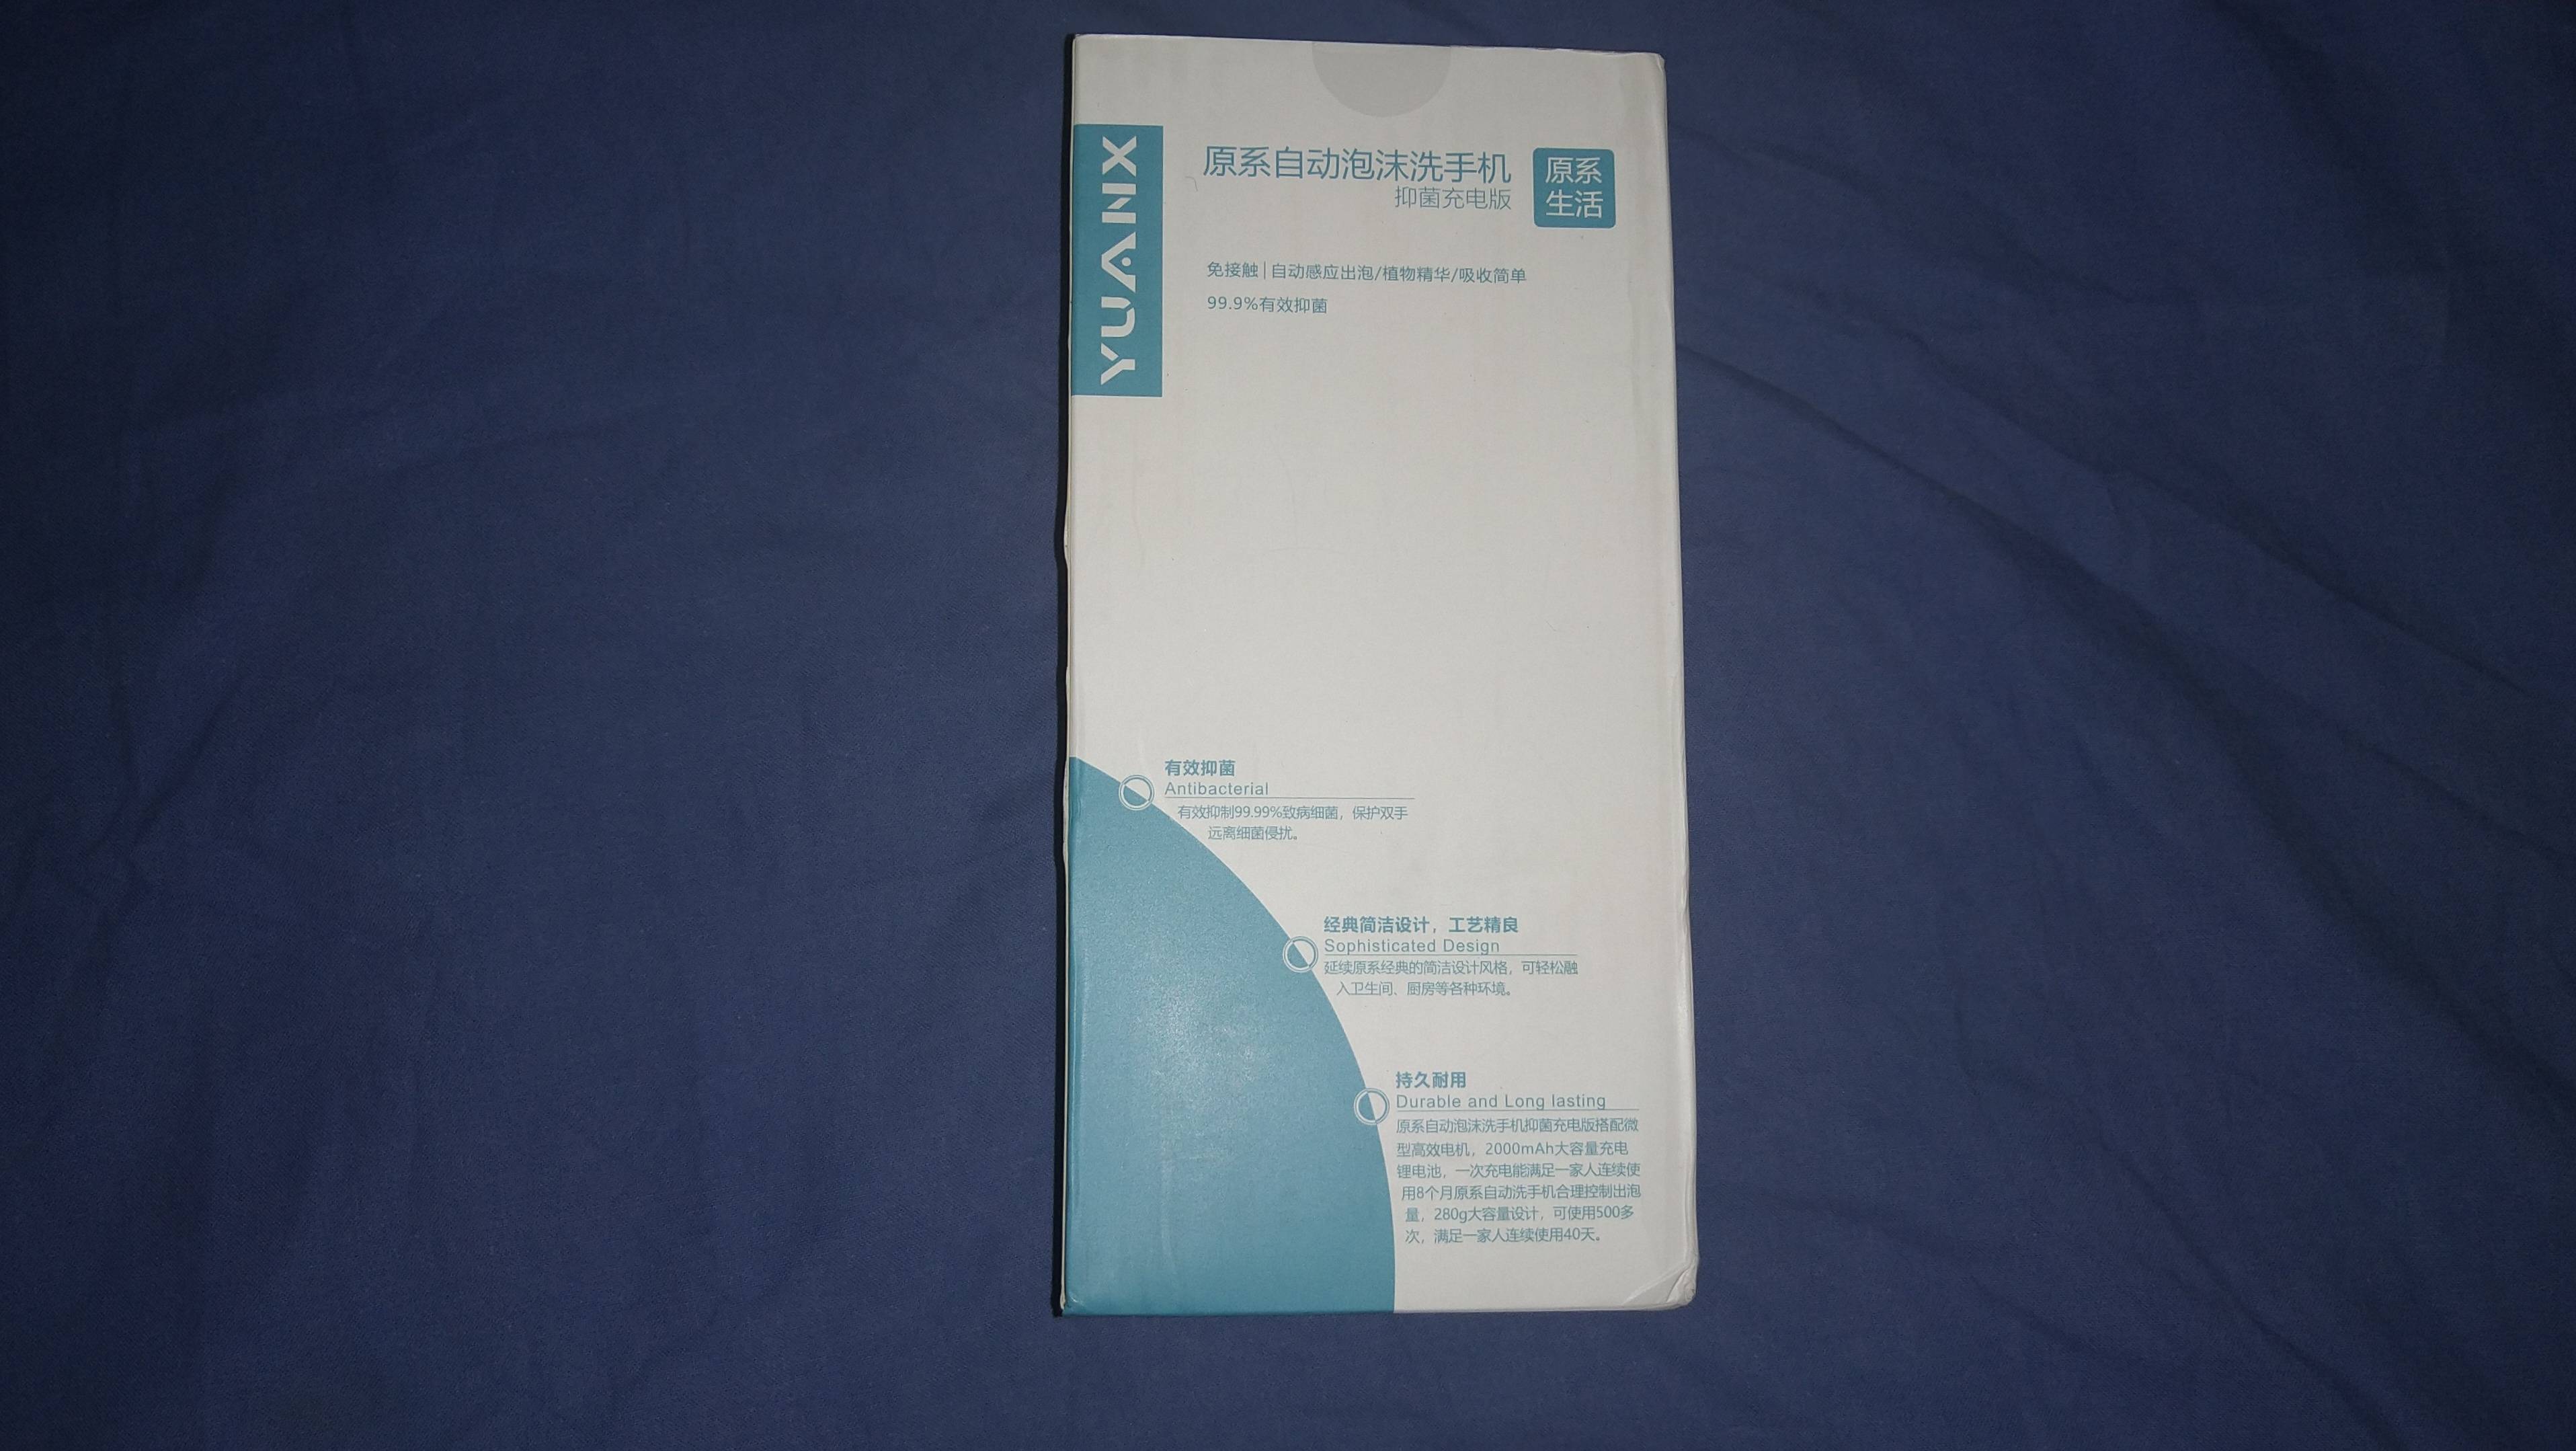 YUANX
原系自动泡沫洗手机
抑菌充电版
原系
生活
免接触|自动感应出泡/植物精华/吸收简单
99.9%有效抑菌
有效抑菌
Antibacterial
有效抑制99.99%致病细菌，保护双手
远离细菌侵扰。
经典简洁设计，工艺精良
Sophisticated Design
延续原系经典的简洁设计风格，可轻松融
入卫生间、厨房等各种环境。
持久耐用
Durable and Long lasting
原系自动泡沫洗手机抑菌充电版搭配微
型高效电机，2000mAh大容量充电
锂电池，一次充电能满足一家人连续使
用8个月原系自动洗手机合理控制出泡
量，280g大容量设计，可使用500多
次，满足一家人连续使用40天。